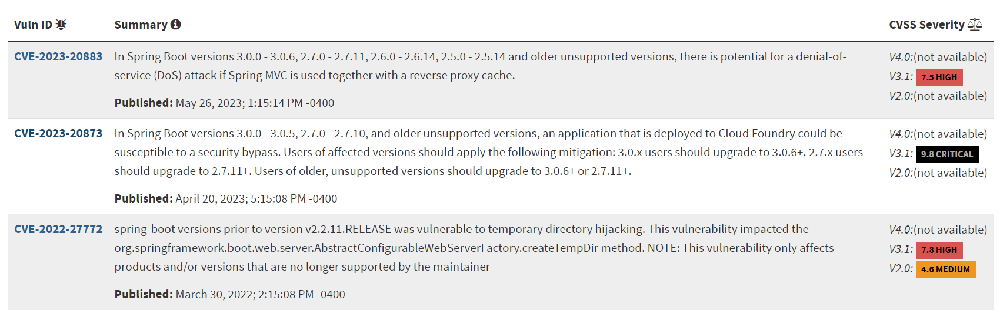 Vuln ID Summary CVSS Severity
CVE-2023-20883 In Spring Boot versions 3.0.0 - 3.0.6, 2.7.0 - 2.7.11, 2.6.0 - 2.6.14, 2.5.0 - 2.5.14 and older unsupported versions, there is potential for a denial-of-
service (DoS) attack if Spring MVC is used together with a reverse proxy cache.
Published: May 26, 2023; 1:15:14 PM -0400
V4.0:(not available)
V3.1: 7.5 HIGH
V2.0:(not available)
CVE-2023-20873 In Spring Boot versions 3.0.0 - 3.0.5, 2.7.0 - 2.7.10, and older unsupported versions, an application that is deployed to Cloud Foundry could be
susceptible to a security bypass. Users of affected versions should apply the following mitigation: 3.0.x users should upgrade to 3.0.6+. 2.7.x users
should upgrade to 2.7.11+. Users of older, unsupported versions should upgrade to 3.0.6+ or 2.7.11+.
Published: April 20, 2023; 5:15:08 PM -0400
V4.0:(not available)
V3.1: 9.8 CRITICAL
V2.0:(not available)
CVE-2022-27772 spring-boot versions prior to version v2.2.11.RELEASE was vulnerable to temporary directory hijacking. This vulnerability impacted the
org.springframework.boot.web.server.AbstractConfigurableWebServerFactory.createTempDir method. NOTE: This vulnerability only affects
products and/or versions that are no longer supported by the maintainer
Published: March 30, 2022; 2:15:08 PM -0400
V4.0:(not available)
V3.1: 7.8 HIGH
V2.0: 4.6 MEDIUM